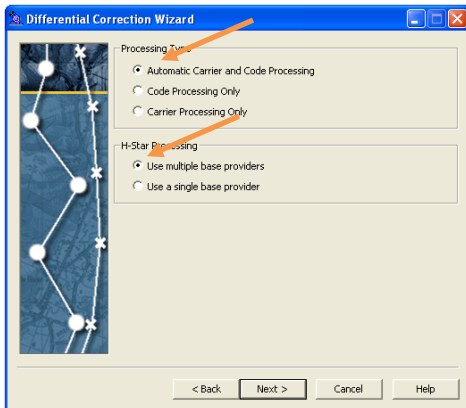 Differential Correction Wizard
Processing Type
Automatic Carrier and Code Processing
Code Processing Only
Carrier Processing Only
H-Star Processing
Use multiple base providers
Use a single base provider
< Back
Next >
Cancel
Help